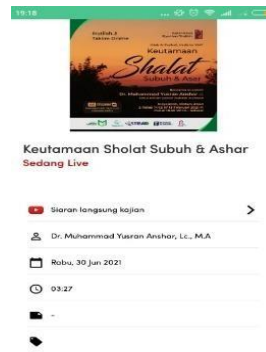 19:18
Keutamaan
Shalat
Subuh & Asar
Keutamaan Sholat Subuh & Ashar
Sedang Live
Siaran langsung kajian
Dr. Muhammad Yusran Anshar, Lc., M.A
Rabu, 30 Jun 2021
03:27
-